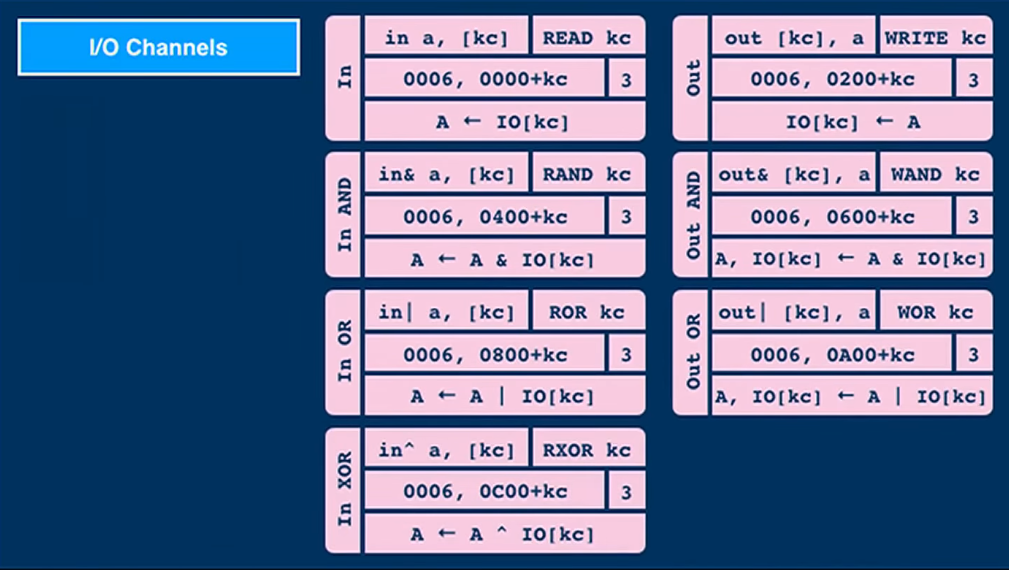 I/O Channels
In
in a, [kc] READ kc
0006, 0000+kc 3
A ← IO[kc]
Out
out [kc], a WRITE kc
0006, 0200+kc 3
IO[kc] ← A
In AND
in& a, [kc] RAND kc
0006, 0400+kc 3
A ← A & IO[kc]
Out AND
out& [kc], a WAND kc
0006, 0600+kc 3
A, IO[kc] ← A & IO[kc]
In OR
in| a, [kc] ROR kc
0006, 0800+kc 3
A ← A | IO[kc]
Out OR
out| [kc], a WOR kc
0006, 0A00+kc 3
A, IO[kc] ← A | IO[kc]
In XOR
in^ a, [kc] RXOR kc
0006, 0C00+kc 3
A ← A ^ IO[kc]